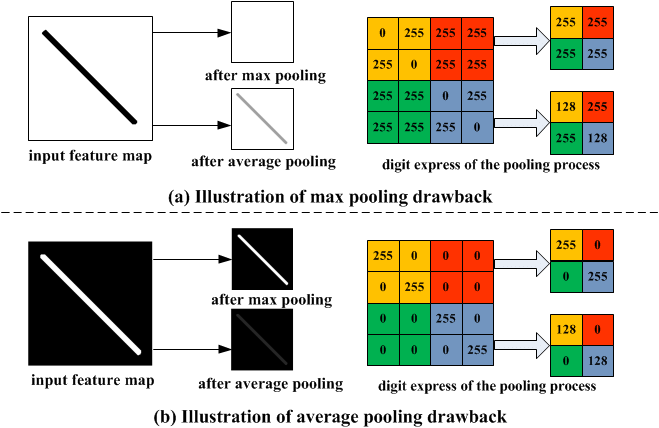 input feature map
after max pooling
after average pooling
0 255 255 255
255 0 255 255
255 255 0 255
255 255 255 0
255 255
255 255
128 255
255 128
digit express of the pooling process
(a) Illustration of max pooling drawback
input feature map
after max pooling
after average pooling
255 0 0 0
0 255 0 0
0 0 255 0
0 0 0 255
255 0
0 255
128 0
0 128
digit express of the pooling process
(b) Illustration of average pooling drawback